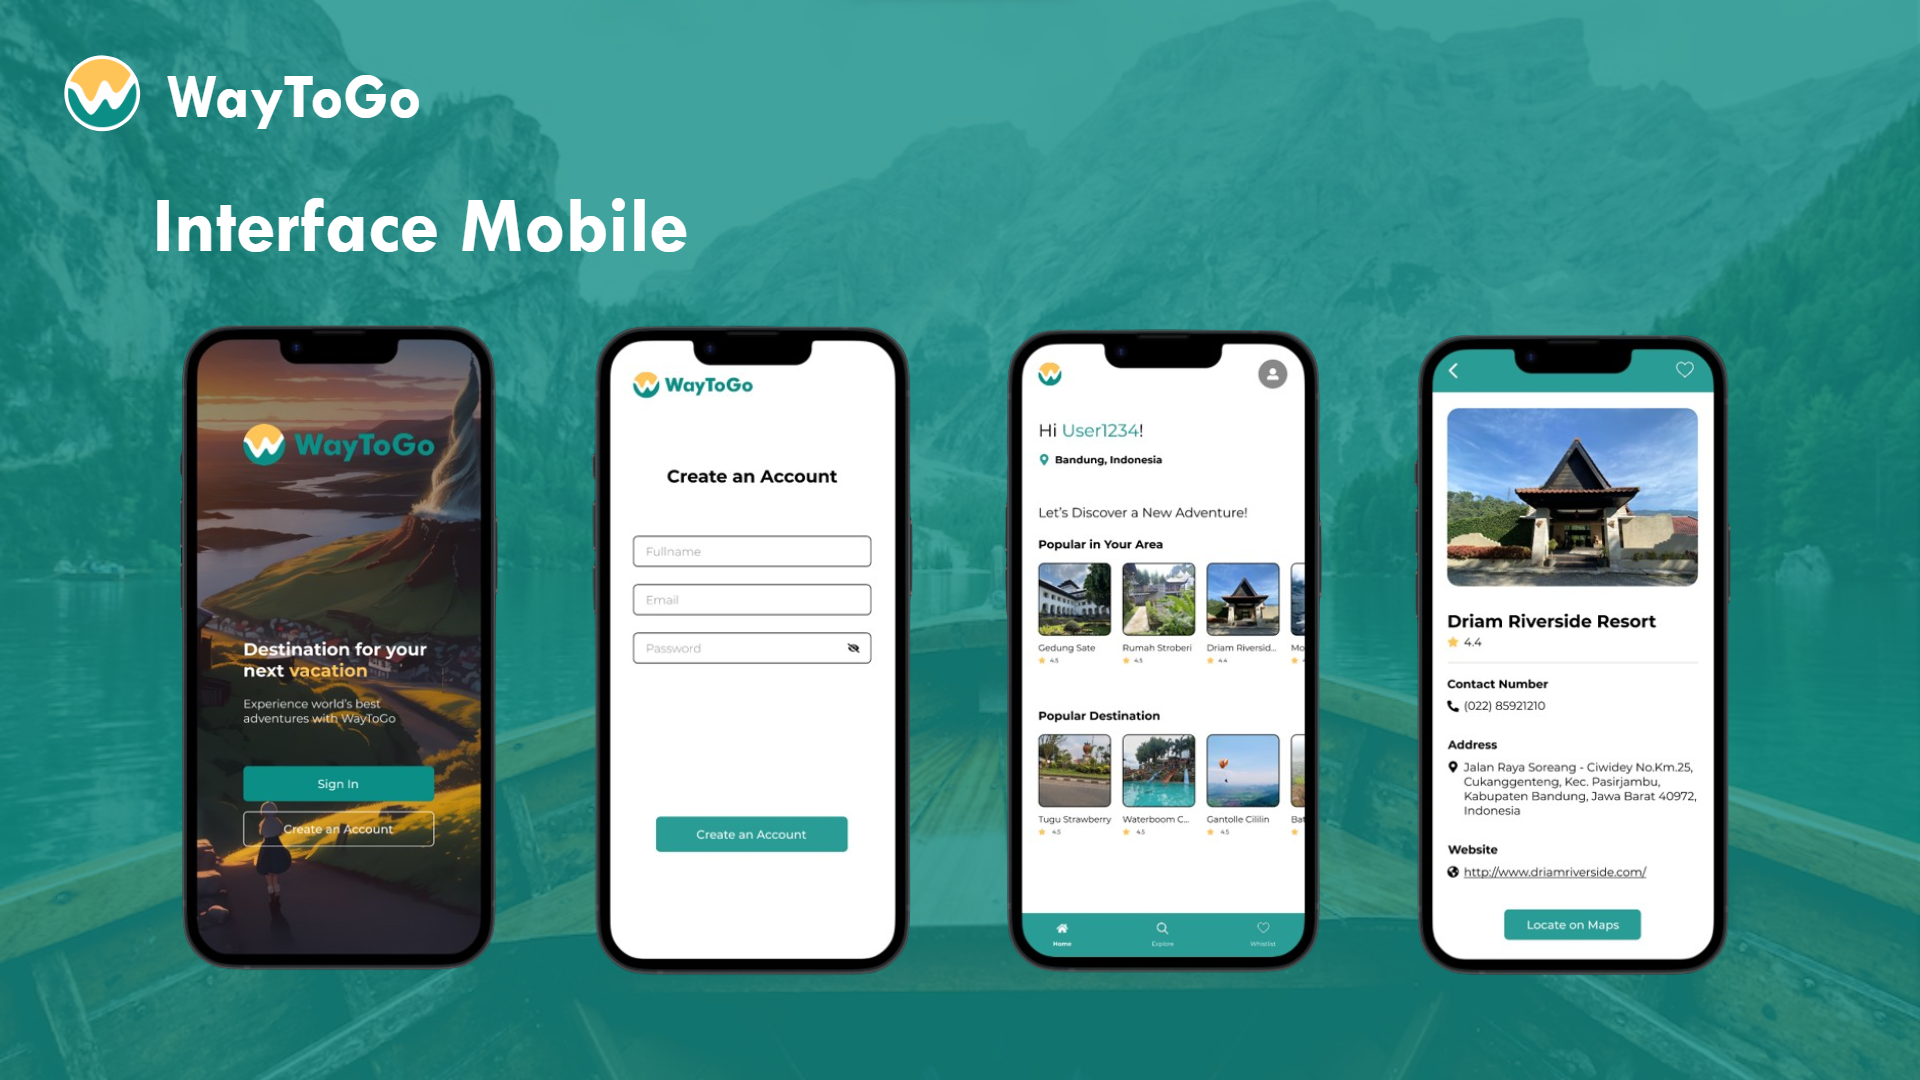 WayToGo
Interface Mobile
WayToGo
Destination for your
next vacation
Experience world's best
adventures with WayToGo
Sign In
Create an Account
WayToGo
Create an Account
Fullname
Email
Password
Create an Account
Hi User1234!
Bandung, Indonesia
Let's Discover a New Adventure!
Popular in Your Area
Gedung Sate
Rumah Stroberi
Driam Riversid...
Mo
4.5
4.5
4.4
Popular Destination
Tugu Strawberry
Waterboom C...
Gantolle Cililin
Bat
4.5
4.5
4.5
Home
Explore
Whistlist
Driam Riverside Resort
4.4
Contact Number
(022) 85921210
Address
Jalan Raya Soreang - Ciwidey No.Km.25,
Cukanggenteng, Kec. Pasirjambu,
Kabupaten Bandung, Jawa Barat 40972,
Indonesia
Website
http://www.driamriverside.com/
Locate on Maps